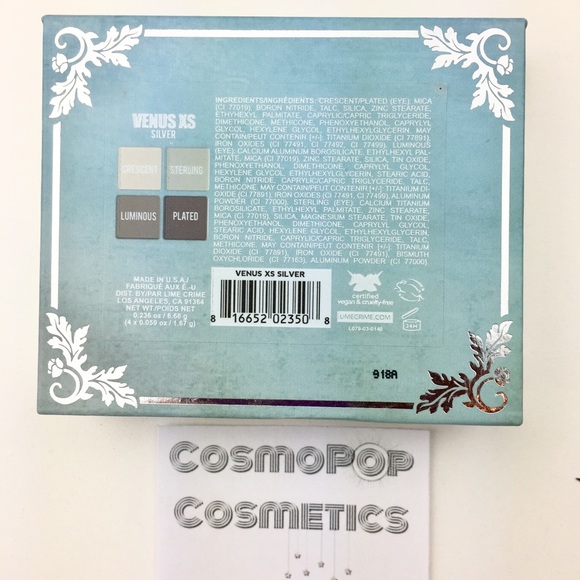 VENUS XS
SILVER
CRESCENT
STERLING
LUMINOUS
PLATED
INGREDIENTS/INGRÉDIENTS: *CRESCENT/PLATED (EYE): MICA
(CI 77019), BORON NITRIDE, TALC, SILICA, ZINC STEARATE,
ETHYHEXYL PALMITATE, CAPRYLIC/CAPRIC TRIGLYCERIDE,
DIMETHICONE, METHICONE, PHENOXYETHANOL, CAPRYLYL
GLYCOL, HEXYLENE GLYCOL, ETHYLHEXYLGLYCERIN. MAY
CONTAIN/PEUT CONTENIR [+/-]: TITANIUM DIOXIDE (CI 77891),
IRON OXIDES (CI 77491, CI 77492, CI 77499). LUMINOUS
(EYE): CALCIUM ALUMINUM BOROSILICATE, ETHYLHEXYL PAL-
MITATE, MICA (CI 77019), ZINC STEARATE, SILICA, TIN OXIDE,
PHENOXYETHANOL, DIMETHICONE, CAPRYLYL GLYCOL,
HEXYLENE GLYCOL, ETHYLHEXYLGLYCERIN, STEARIC ACID,
BORON NITRIDE, CAPRYLIC/CAPRIC TRIGLYCERIDE, TALC,
METHICONE. MAY CONTAIN/PEUT CONTENIR [+/-]: TITANIUM DI-
OXIDE (CI 77891), IRON OXIDES (CI 77491, CI 77499), ALUMINUM
POWDER (CI 77000). STERLING (EYE): CALCIUM TITANIUM
BOROSILICATE, ETHYLHEXYL PALMITATE, ZINC STEARATE,
MICA (CI 77019), SILICA, MAGNESIUM STEARATE, TIN OXIDE,
PHENOXYETHANOL, DIMETHICONE, CAPRYLYL GLYCOL,
STEARIC ACID, HEXYLENE GLYCOL, ETHYLHEXYLGLYCERIN,
BORON NITRIDE, CAPRYLIC/CAPRIC TRIGLYCERIDE, TALC,
METHICONE. MAY CONTAIN/PEUT CONTENIR [+/-]: TITANIUM
DIOXIDE (CI 77891), IRON OXIDE (CI 77491), BISMUTH
OXYCHLORIDE (CI 77163), ALUMINUM POWDER (CI 77000).
MADE IN U.S.A./
FABRIQUÉ AUX É.-U
DIST. BY/PAR LIME CRIME
LOS ANGELES, CA 91364
NET WT/POIDS NET
0.236 oz / 6.68 g
(4 x 0.059 oz / 1.67 g)
VENUS XS SILVER
8 16652 02350 8
certified
vegan & cruelty-free
LIMECRIME.COM
24M
918A
COSMOPOP
COSMETICS